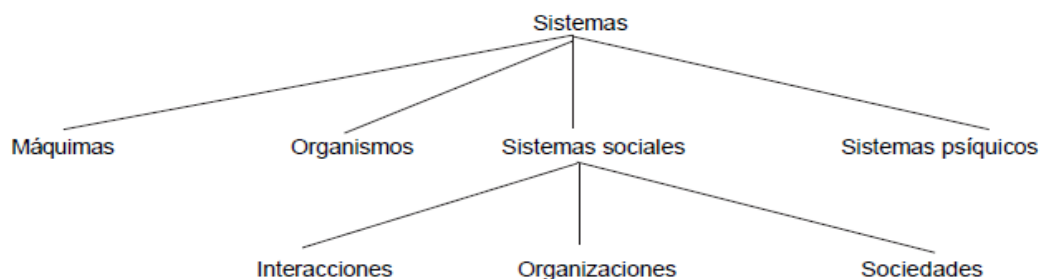 Sistemas
Máquimas Organismos Sistemas sociales Sistemas psíquicos
Interacciones Organizaciones Sociedades